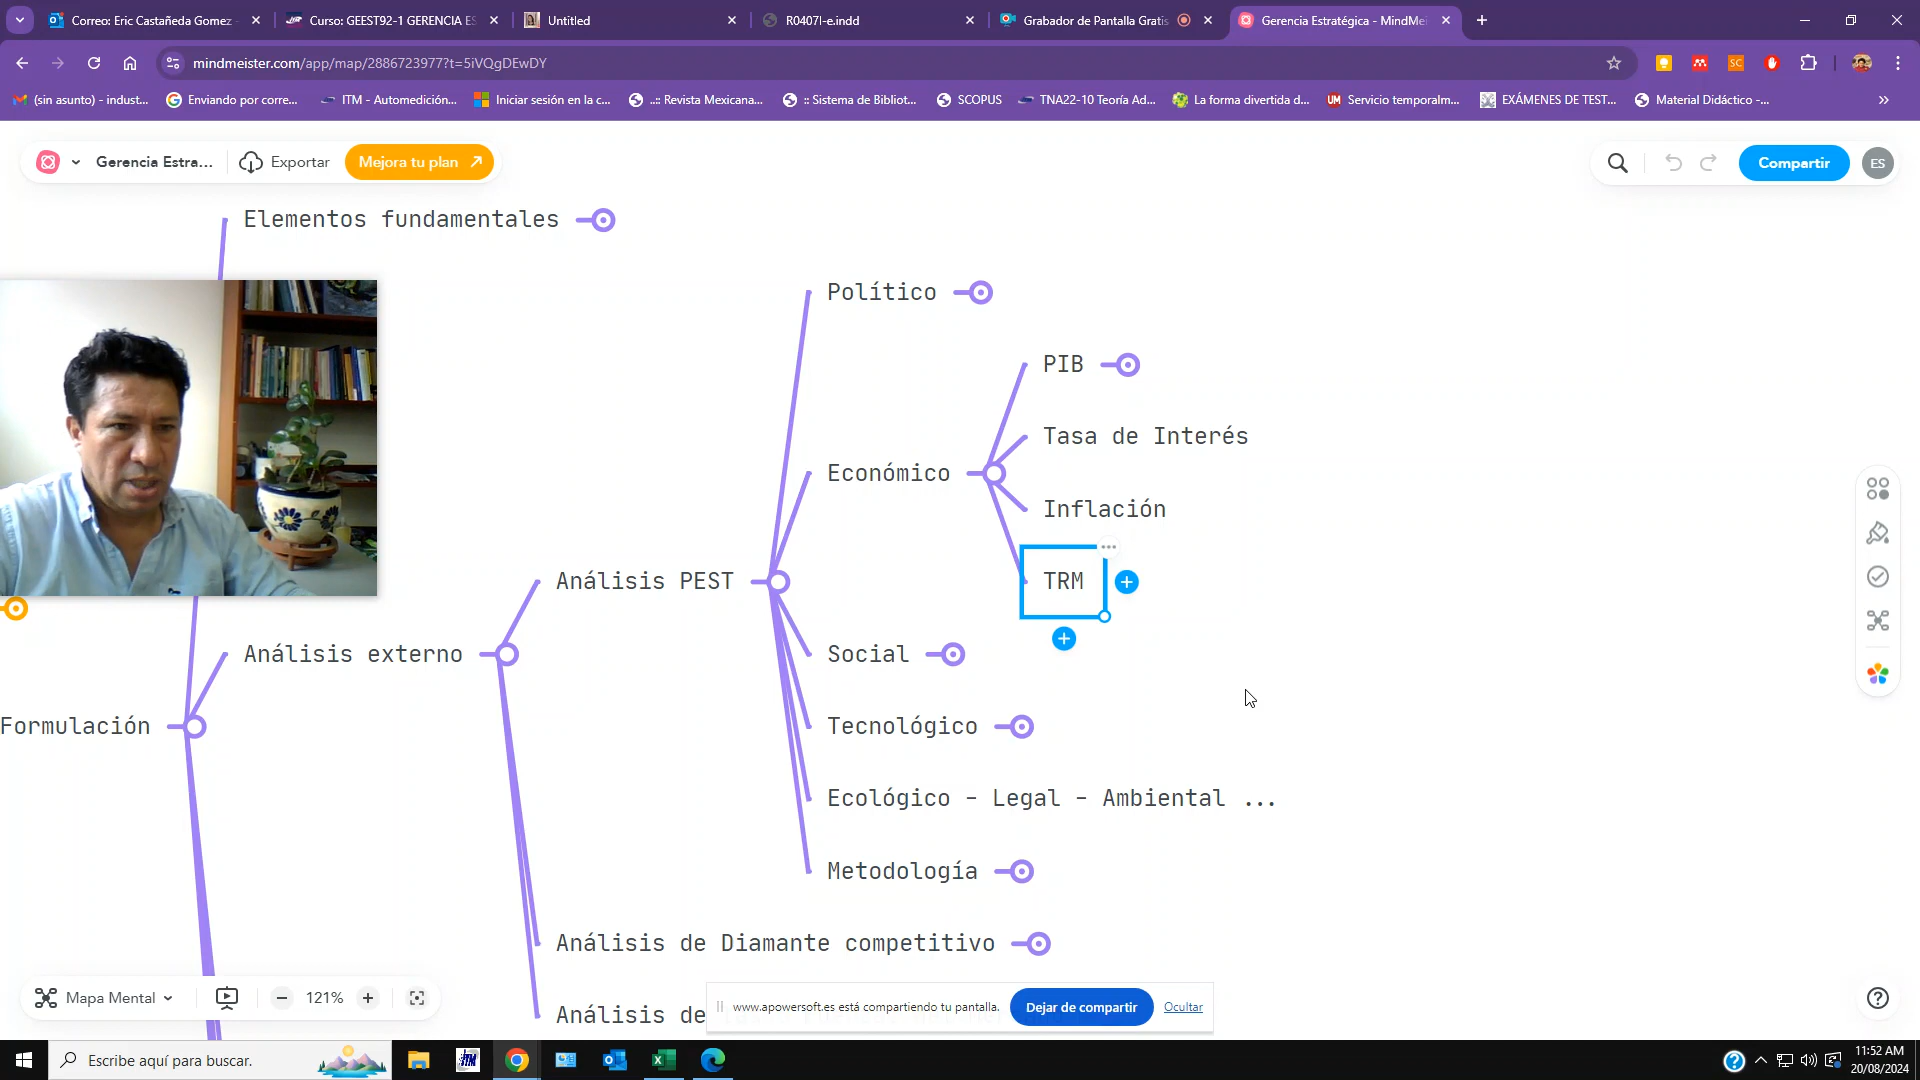 Correo: Eric Castañeda Gomez
Curso: GEEST92-1 GERENCIA ES
Untitled
R0407l-e.indd
Grabador de Pantalla Gratis
Gerencia Estratégica - MindMei
mindmeister.com/app/map/2886723977?t=5iVQgDEwDY
(sin asunto) - indust...
Enviando por corre...
ITM - Automedición...
Iniciar sesión en la c...
..:: Revista Mexicana...
:: Sistema de Bibliot...
SCOPUS
TNA22-10 Teoría Ad...
La forma divertida d...
UM Servicio temporalm...
EXÁMENES DE TEST...
Material Didáctico -...
Gerencia Estra...
Exportar
Mejora tu plan
Compartir
ES
Elementos fundamentales
Político
PIB
Tasa de Interés
Económico
Inflación
TRM
Análisis PEST
Análisis externo
Social
Formulación
Tecnológico
Ecológico - Legal - Ambiental ...
Metodología
Análisis de Diamante competitivo
Análisis de
Mapa Mental
121%
www.apowersoft.es está compartiendo tu pantalla.
Dejar de compartir
Ocultar
Escribe aquí para buscar.
ITM
11:52 AM
20/08/2024